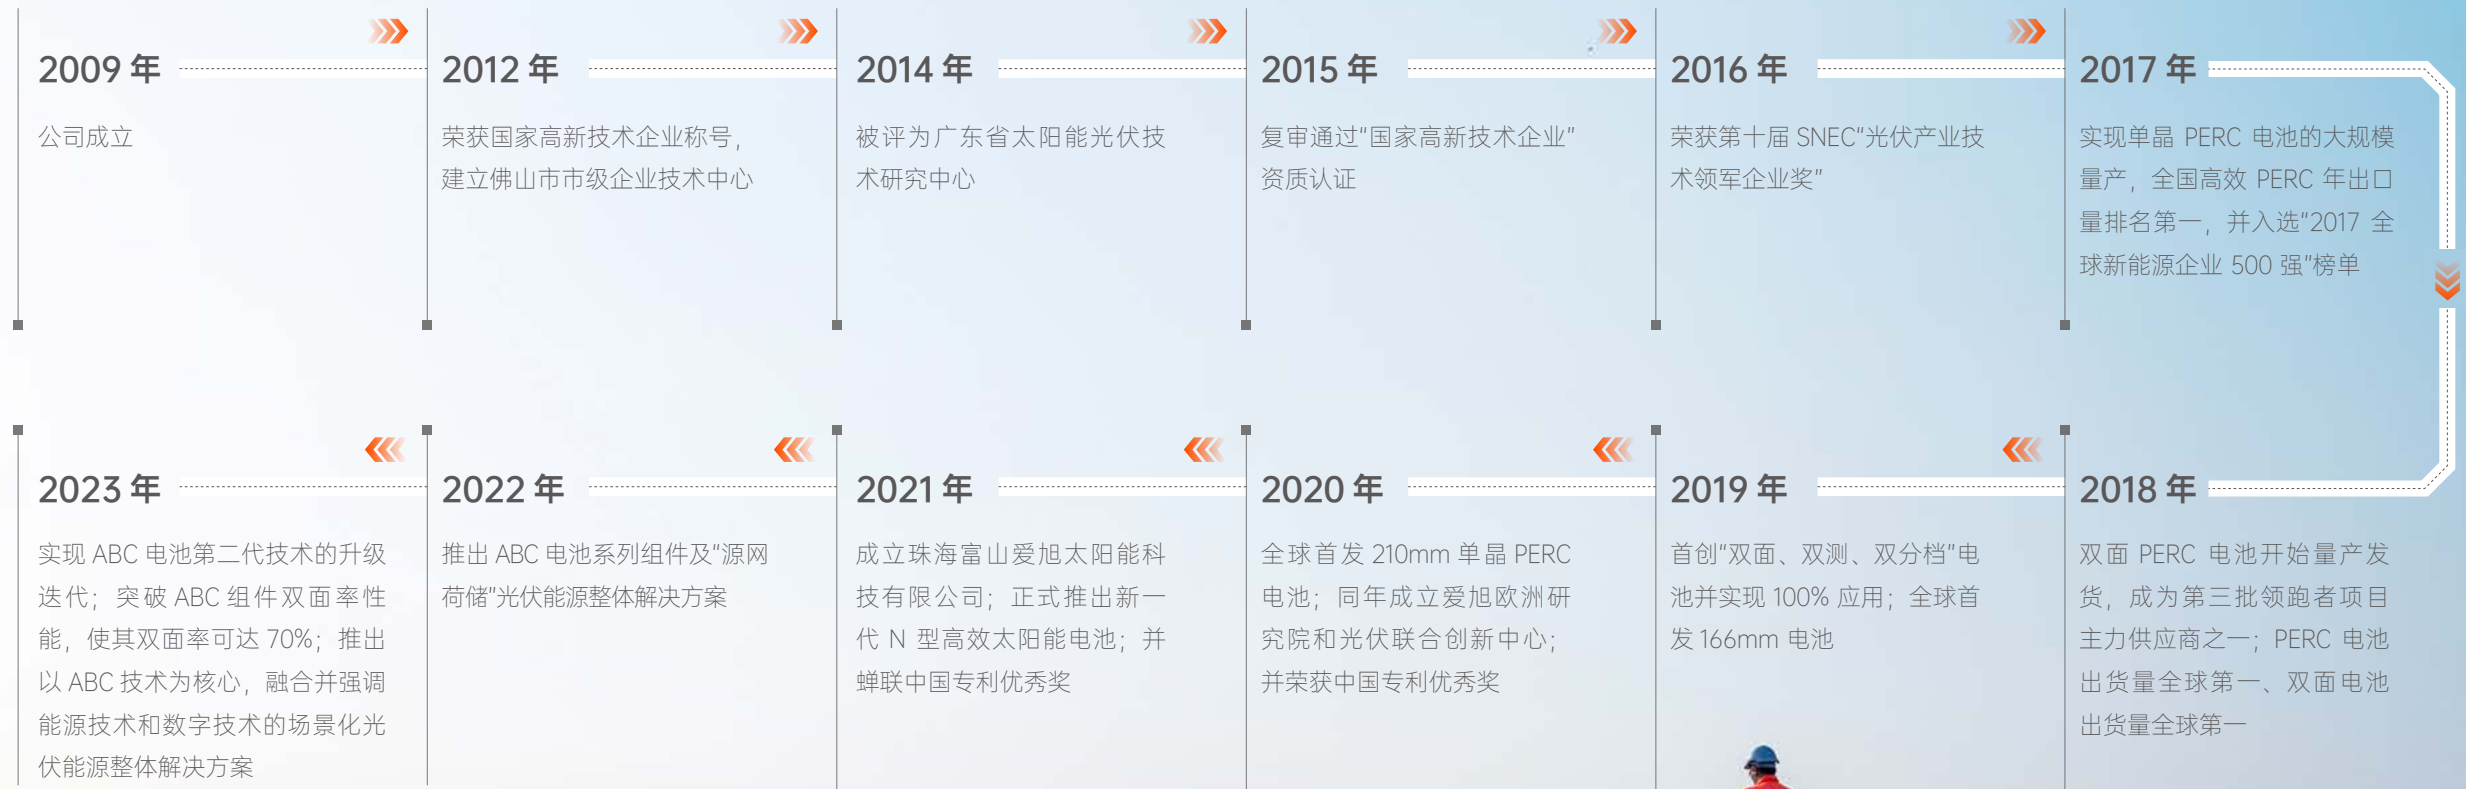 2009 年
公司成立
2012 年
荣获国家高新技术企业称号，
建立佛山市市级企业技术中心
2014 年
被评为广东省太阳能光伏技
术研究中心
2015 年
复审通过“国家高新技术企业”
资质认证
2016 年
荣获第十届 SNEC“光伏产业技
术领军企业奖”
2017 年
实现单晶 PERC 电池的大规模
量产，全国高效 PERC 年出口
量排名第一，并入选“2017 全
球新能源企业 500 强”榜单
2018 年
双面 PERC 电池开始量产发
货，成为第三批领跑者项目
主力供应商之一；PERC 电池
出货量全球第一、双面电池
出货量全球第一
2019 年
首创“双面、双测、双分档”电
池并实现 100% 应用；全球首
发 166mm 电池
2020 年
全球首发 210mm 单晶 PERC
电池；同年成立爱旭欧洲研
究院和光伏联合创新中心；
并荣获中国专利优秀奖
2021 年
成立珠海富山爱旭太阳能科
技有限公司；正式推出新一
代 N 型高效太阳能电池；并
蝉联中国专利优秀奖
2022 年
推出 ABC 电池系列组件及“源网
荷储”光伏能源整体解决方案
2023 年
实现 ABC 电池第二代技术的升级
迭代；突破 ABC 组件双面率性
能，使其双面率可达 70%；推出
以 ABC 技术为核心，融合并强调
能源技术和数字技术的场景化光
伏能源整体解决方案